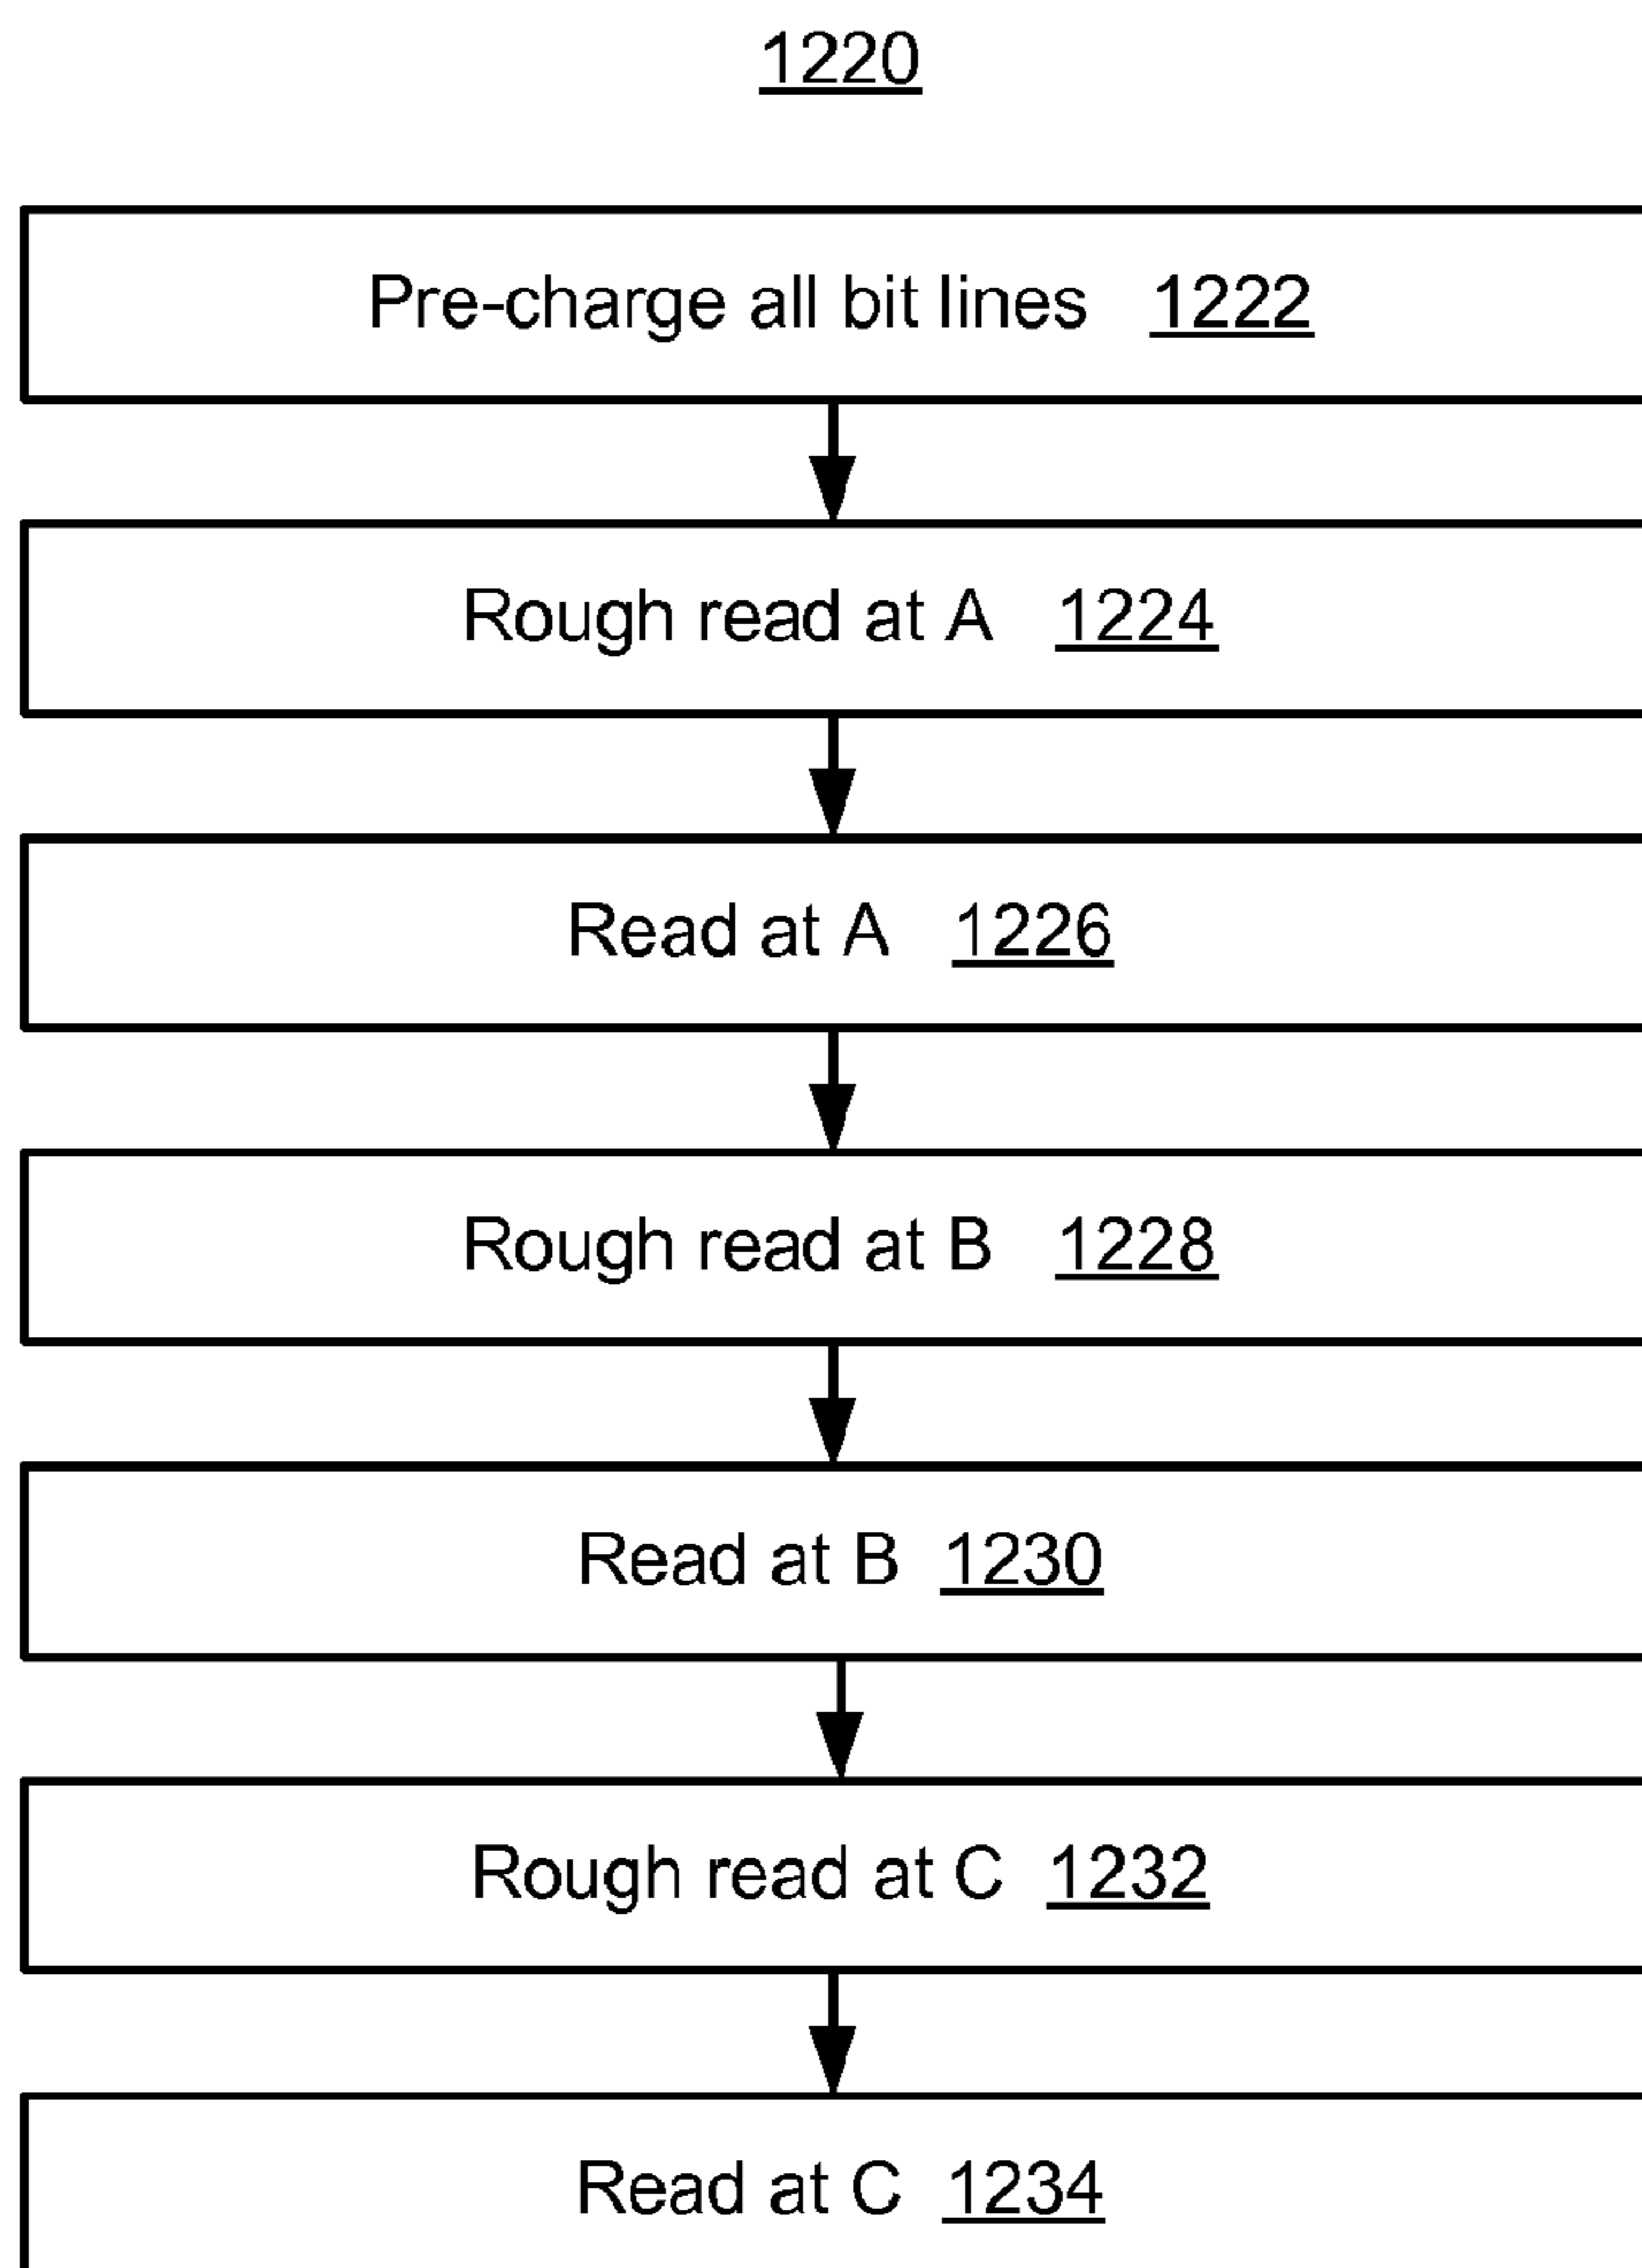 1220
Pre-charge all bit lines 1222
Rough read at A 1224
Read at A 1226
Rough read at B 1228
Read at B 1230
Rough read at C 1232
Read at C 1234